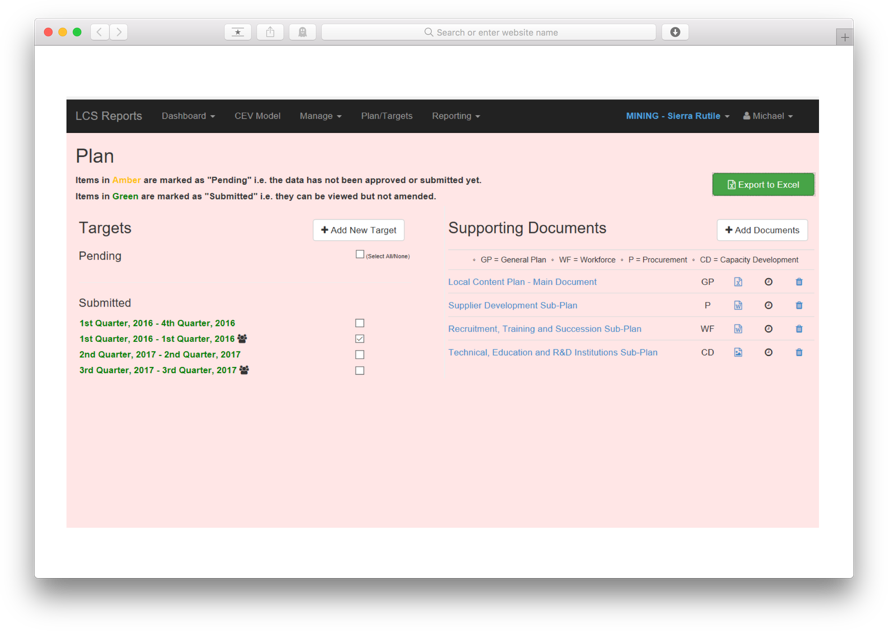 Search or enter website name
LCS Reports Dashboard CEV Model Manage Plan/Targets Reporting MINING - Sierra Rutile Michael
Plan
Items in Amber are marked as "Pending" i.e. the data has not been approved or submitted yet.
Items in Green are marked as "Submitted" i.e. they can be viewed but not amended.
Export to Excel
Targets
Add New Target
Pending
(Select All/None)
Submitted
1st Quarter, 2016 - 4th Quarter, 2016
1st Quarter, 2016 - 1st Quarter, 2016
2nd Quarter, 2017 - 2nd Quarter, 2017
3rd Quarter, 2017 - 3rd Quarter, 2017
Supporting Documents
Add Documents
• GP = General Plan • WF = Workforce • P = Procurement • CD = Capacity Development
Local Content Plan - Main Document GP
Supplier Development Sub-Plan P
Recruitment, Training and Succession Sub-Plan WF
Technical, Education and R&D Institutions Sub-Plan CD